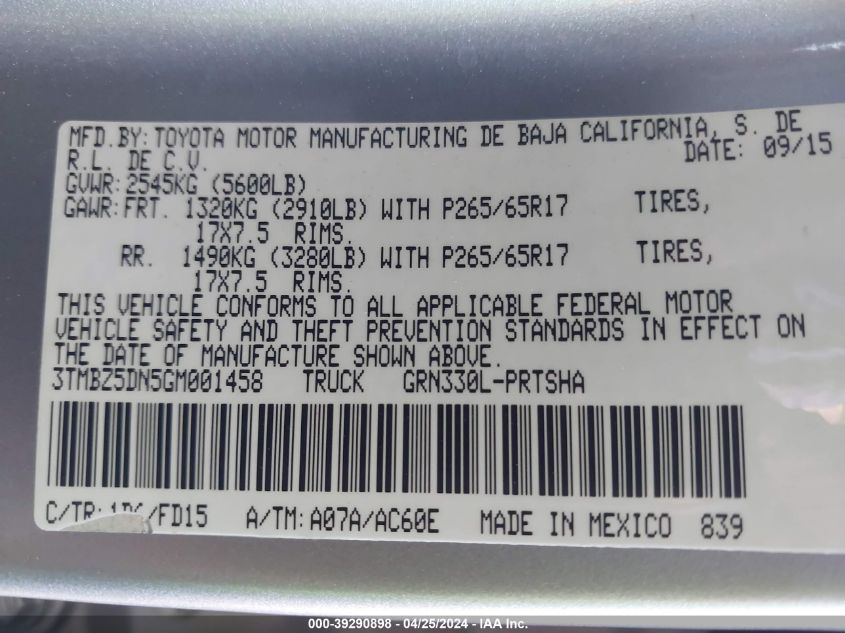 MFD.BY: TOYOTA MOTOR MANUFACTURING DE BAJA CALIFORNIA, S. DE
R.L. DE C.V. DATE: 09/15
GVWR: 2545KG (5600LB)
GAWR: FRT. 1320KG (2910LB) WITH P265/65R17 TIRES,
17X7.5 RIMS.
RR. 1490KG (3280LB) WITH P265/65R17 TIRES,
17X7.5 RIMS.
THIS VEHICLE CONFORMS TO ALL APPLICABLE FEDERAL MOTOR
VEHICLE SAFETY AND THEFT PREVENTION STANDARDS IN EFFECT ON
THE DATE OF MANUFACTURE SHOWN ABOVE.
3TMBZ5DN5GM001458 TRUCK GRN330L-PRTSHA
C/TR: /FD15 A/TM: A07A/AC60E MADE IN MEXICO 839
000-39290898 - 04/25/2024 - IAA Inc.